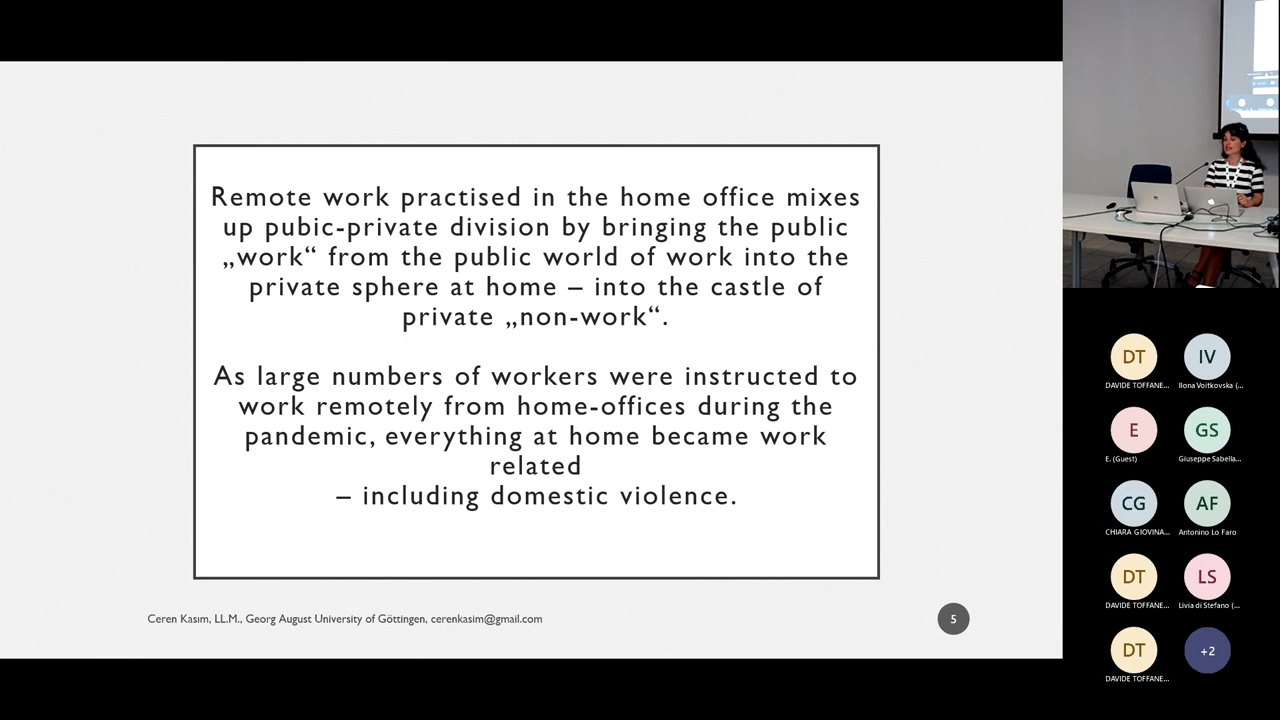 Remote work practised in the home office mixes
up pubic-private division by bringing the public
„work“ from the public world of work into the
private sphere at home – into the castle of
private „non-work“.
As large numbers of workers were instructed to
work remotely from home-offices during the
pandemic, everything at home became work
related
– including domestic violence.
Ceren Kasım, LL.M., Georg August University of Göttingen, cerenkasim@gmail.com
5
DT
DAVIDE TOFFANE...
IV
Ilona Voitkovska (...
E
E. (Guest)
GS
Giuseppe Sabella...
CG
CHIARA GIOVINA...
AF
Antonino Lo Faro
DT
DAVIDE TOFFANE...
LS
Livia di Stefano (...
DT
DAVIDE TOFFANE...
+2